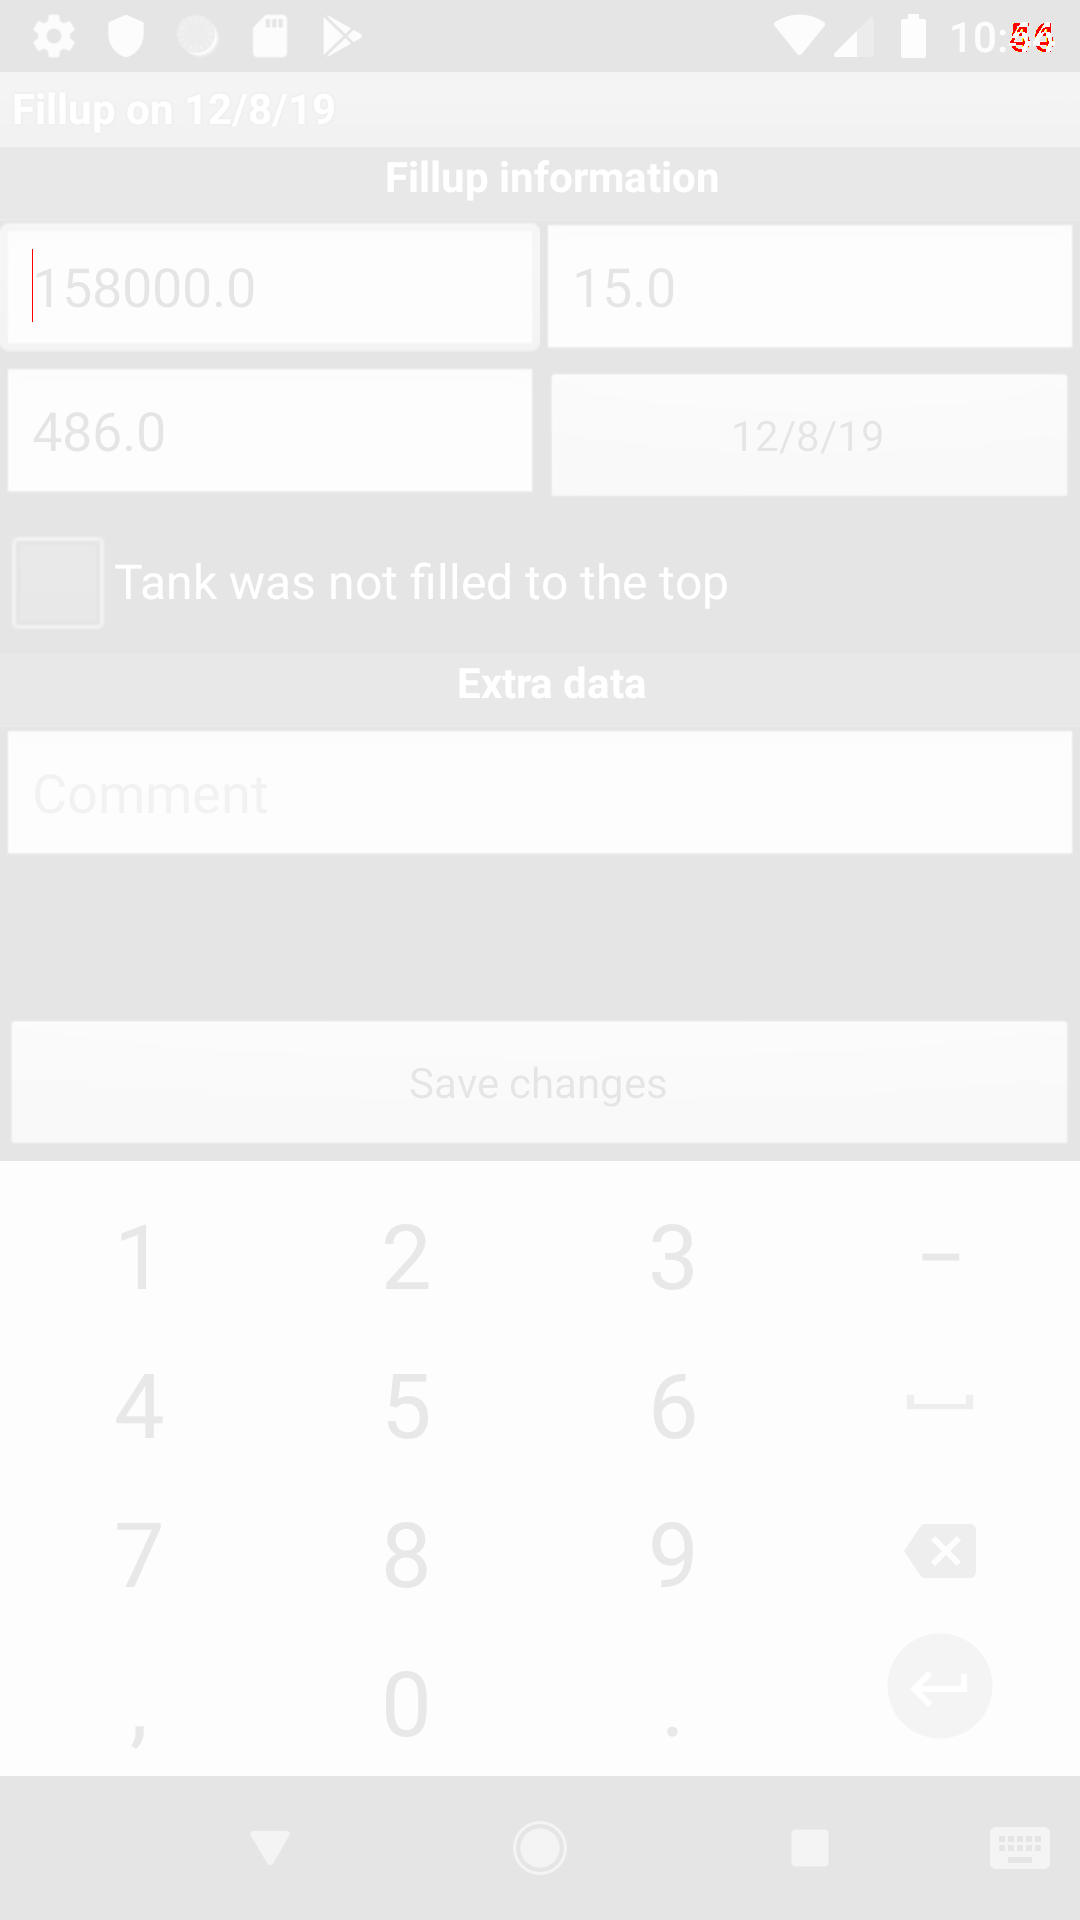 Fillup on 12/8/19
Fillup information
158000.0 15.0
486.0 12/8/19
Tank was not filled to the top
Extra data
Comment
Save changes
1 2 3 –
4 5 6
7 8 9
, 0 .